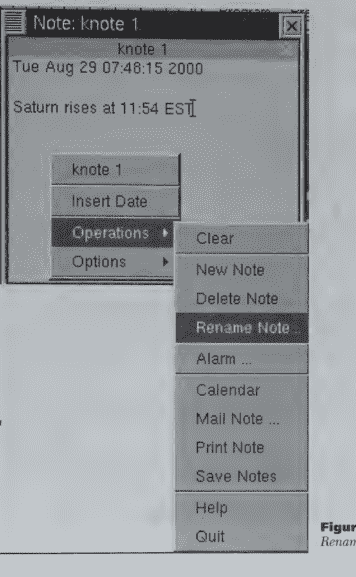 Note: knote 1
knote 1
Tue Aug 29 07:48:15 2000
Saturn rises at 11:54 EST
knote 1
Insert Date
Operations
Options
Clear
New Note
Delete Note
Rename Note
Alarm ...
Calendar
Mail Note ...
Print Note
Save Notes
Help
Quit
Figur
Renam